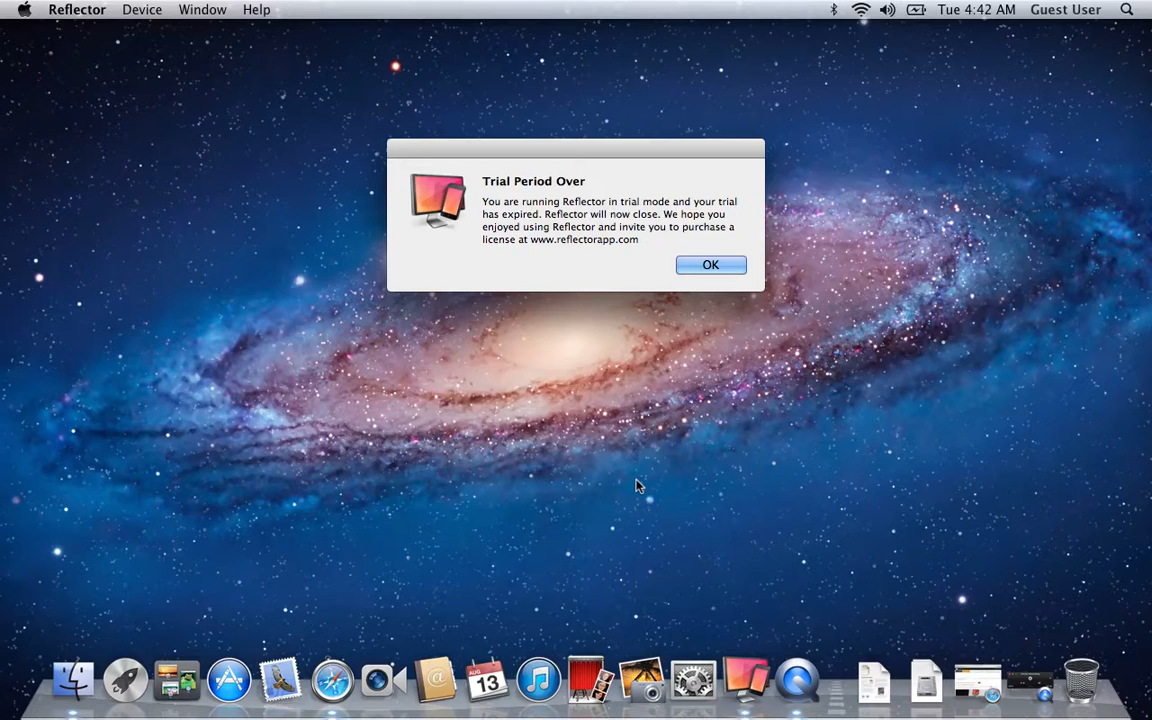 Reflector Device Window Help Tue 4:42 AM Guest User
Trial Period Over
You are running Reflector in trial mode and your trial
has expired. Reflector will now close. We hope you
enjoyed using Reflector and invite you to purchase a
license at www.reflectorapp.com
OK
AUG
13